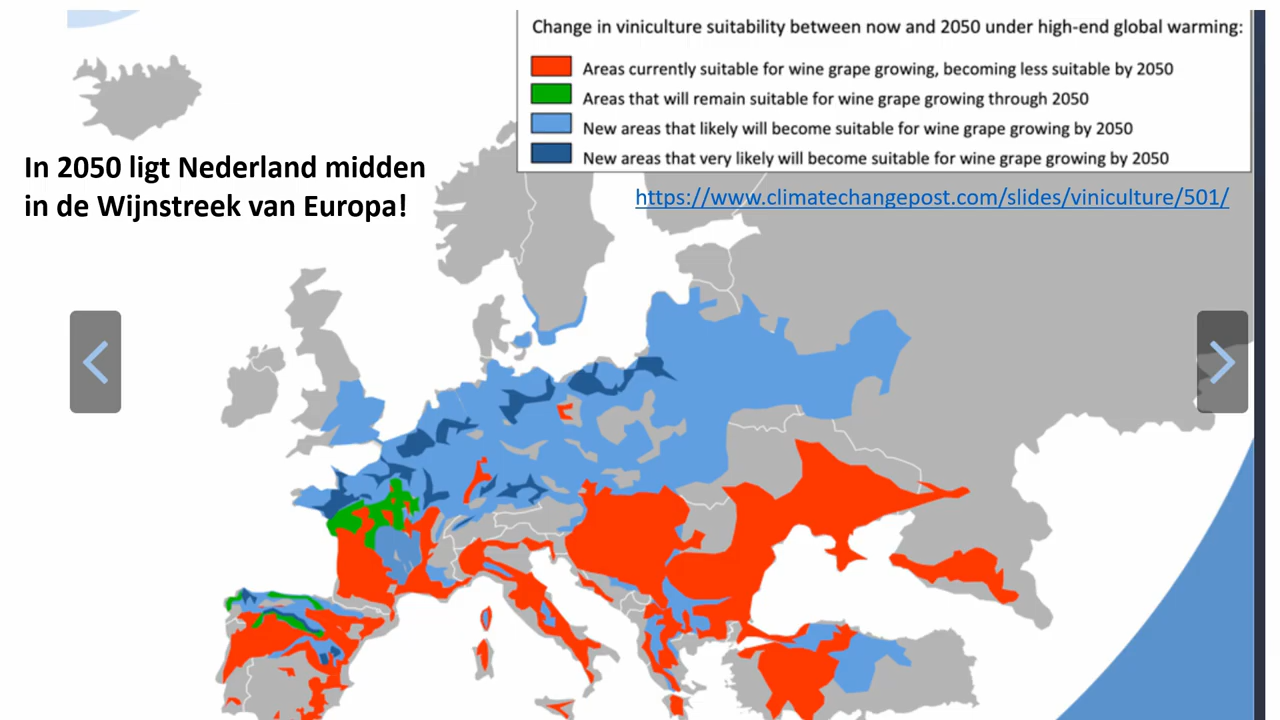 Change in viniculture suitability between now and 2050 under high-end global warming:
Areas currently suitable for wine grape growing, becoming less suitable by 2050
Areas that will remain suitable for wine grape growing through 2050
New areas that likely will become suitable for wine grape growing by 2050
New areas that very likely will become suitable for wine grape growing by 2050
In 2050 ligt Nederland midden
in de Wijnstreek van Europa!
https://www.climatechangepost.com/slides/viniculture/501/